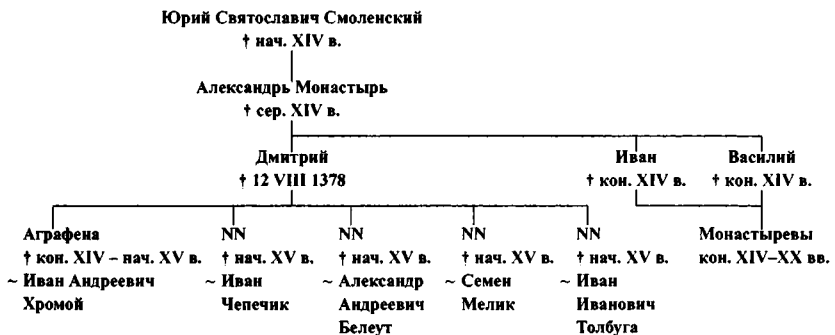 Юрий Святославич Смоленский
† нач. XIV в.
Александрь Монастырь
† сер. XIV в.
Дмитрий
† 12 VIII 1378
Иван
† кон. XIV в.
Василий
† кон. XIV в.
Аграфена
† кон. XIV – нач. XV в.
~ Иван Андреевич
Хромой
NN
† нач. XV в.
~ Иван
Чепечик
NN
† нач. XV в.
~ Александр
Андреевич
Белеут
NN
† нач. XV в.
~ Семен
Мелик
NN
† нач. XV в.
~ Иван
Иванович
Толбуга
Монастыревы
кон. XIV–XX вв.